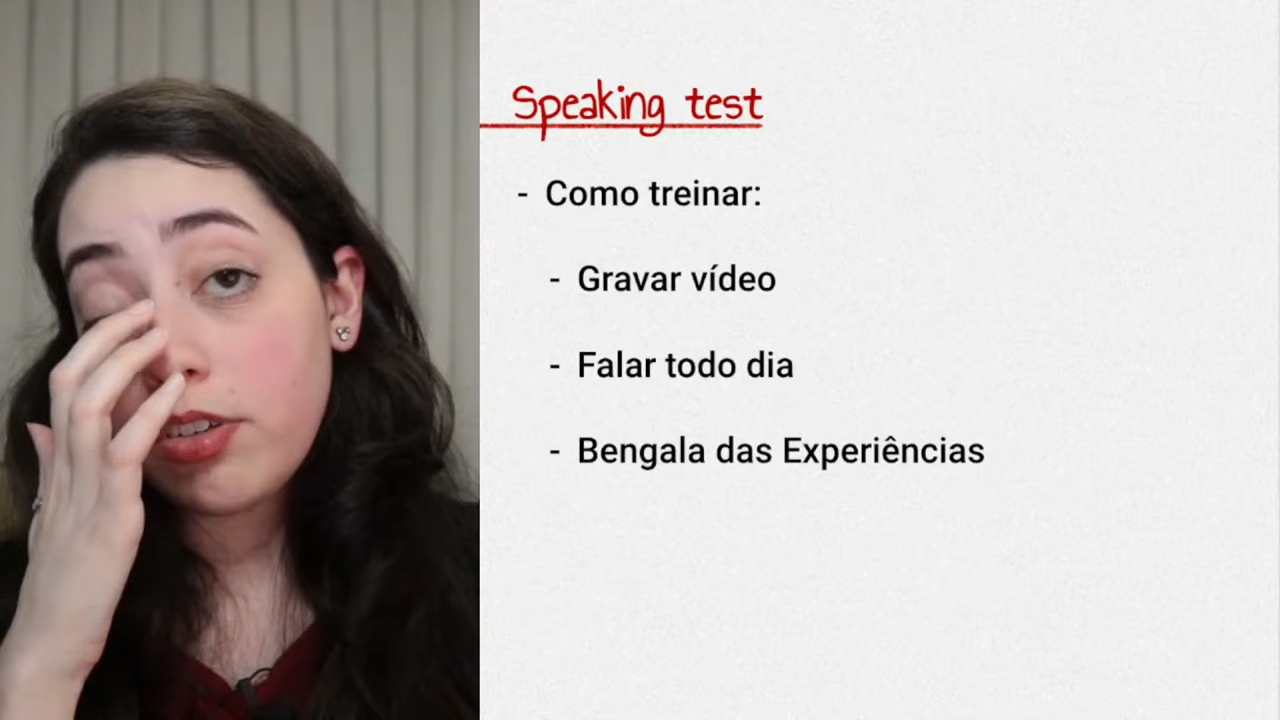 Speaking test
- Como treinar:
- Gravar vídeo
- Falar todo dia
- Bengala das Experiências